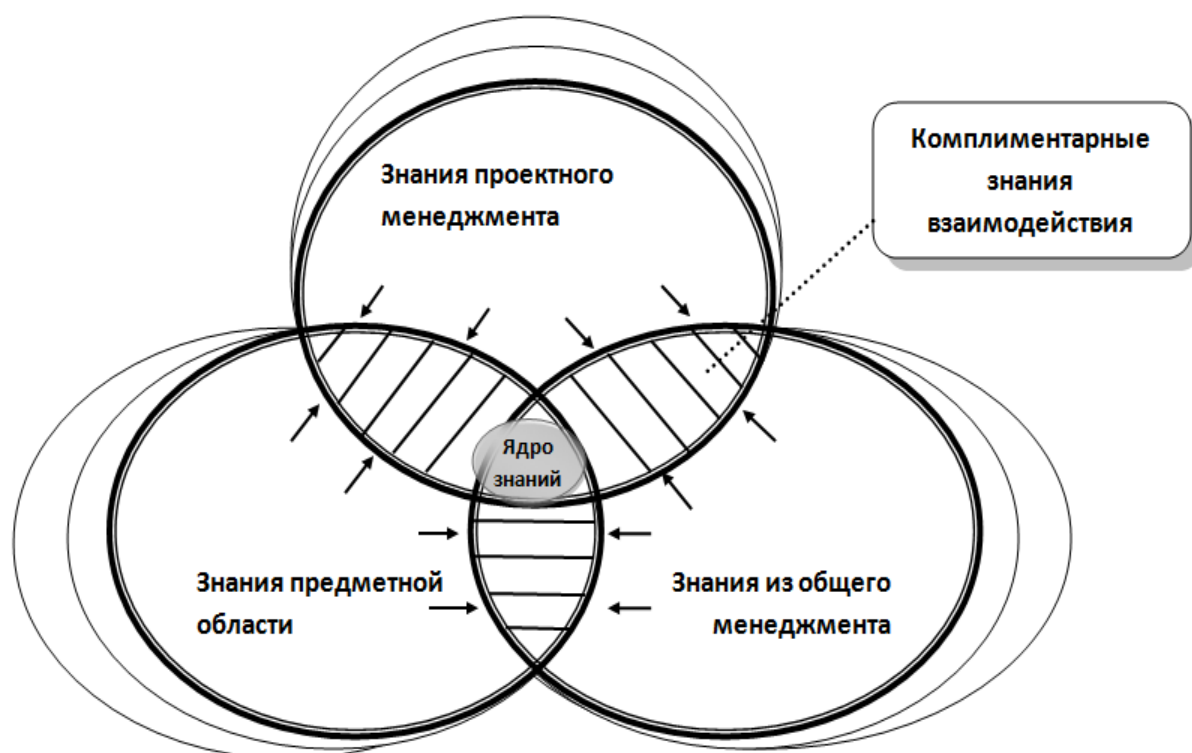 Знания проектного
менеджмента
Комплиментарные
знания
взаимодействия
Ядро
знаний
Знания предметной
области
Знания из общего
менеджмента